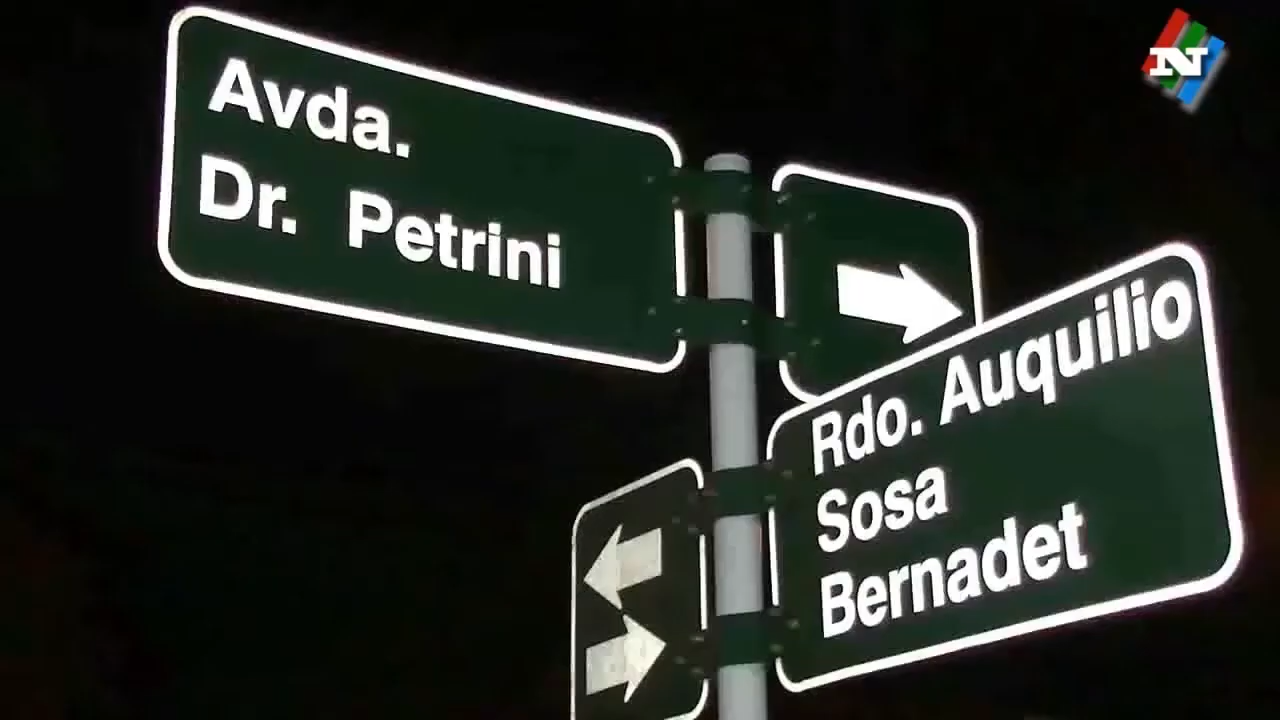 Avda.
Dr. Petrini
Rdo. Auquilio
Sosa
Bernadet
N